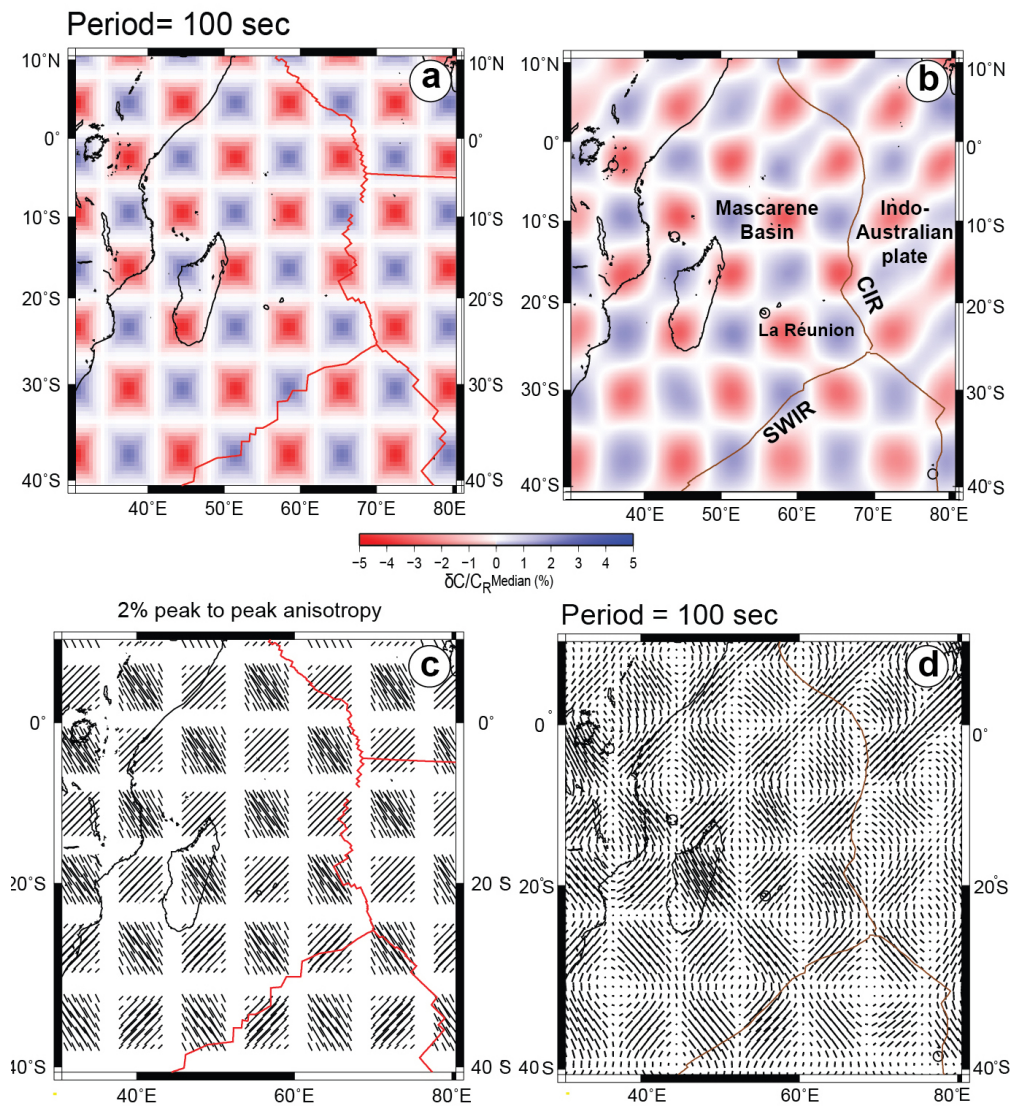 Period= 100 sec
a
b
10°N
0°
10°S
20°S
30°S
40°S
10°N
0°
10°S
20°S
30°S
40°S
10°N
0°
10°S
20°S
30°S
40°S
10°N
0°
10°S
20°S
30°S
40°S
Mascarene
Basin
Indo-
Australian
plate
CIR
La Réunion
SWIR
40°E 50°E 60°E 70°E 80°E
40°E 50°E 60°E 70°E 80°E
−5 −4 −3 −2 −1 0 1 2 3 4 5
δC/C_R Median (%)
2% peak to peak anisotropy
Period = 100 sec
c
d
0°
20°S
10°S
0°
20 S
40 S
0°
20°S
40°S
0°
20°S
40°S
40°E 60°E 80°E
40°E 60°E 80°E